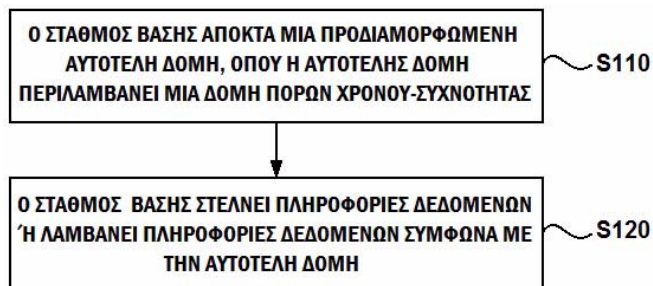 Ο ΣΤΑΘΜΟΣ ΒΑΣΗΣ ΑΠΟΚΤΑ ΜΙΑ ΠΡΟΔΙΑΜΟΡΦΩΜΕΝΗ
ΑΥΤΟΤΕΛΗ ΔΟΜΗ, ΟΠΟΥ Η ΑΥΤΟΤΕΛΗΣ ΔΟΜΗ
ΠΕΡΙΛΑΜΒΑΝΕΙ ΜΙΑ ΔΟΜΗ ΠΟΡΩΝ ΧΡΟΝΟΥ-ΣΥΧΝΟΤΗΤΑΣ
S110
Ο ΣΤΑΘΜΟΣ ΒΑΣΗΣ ΣΤΕΛΝΕΙ ΠΛΗΡΟΦΟΡΙΕΣ ΔΕΔΟΜΕΝΩΝ
Ή ΛΑΜΒΑΝΕΙ ΠΛΗΡΟΦΟΡΙΕΣ ΔΕΔΟΜΕΝΩΝ ΣΥΜΦΩΝΑ ΜΕ
ΤΗΝ ΑΥΤΟΤΕΛΗ ΔΟΜΗ
S120